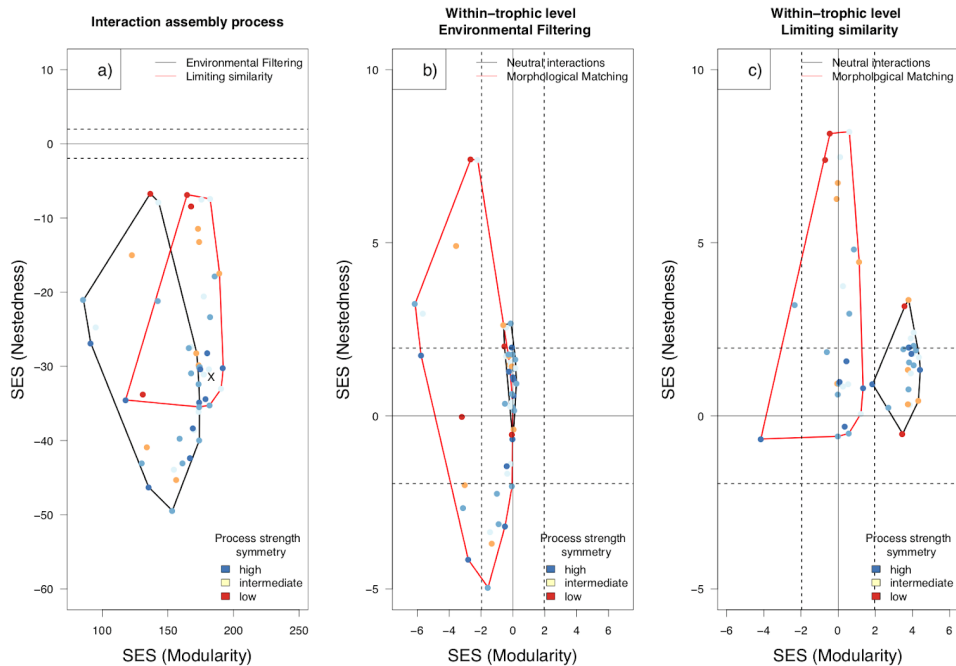 Interaction assembly process
a)
Environmental Filtering
Limiting similarity
10
0
−10
−20
−30
−40
−50
−60
SES (Nestedness)
X
Process strength
symmetry
high
intermediate
low
100
150
200
250
SES (Modularity)
Within−trophic level
Environmental Filtering
b)
Neutral interactions
Morphological Matching
10
5
0
−5
SES (Nestedness)
Process strength
symmetry
high
intermediate
low
−6
−4
−2
0
2
4
6
SES (Modularity)
Within−trophic level
Limiting similarity
c)
Neutral interactions
Morphological Matching
10
5
0
−5
SES (Nestedness)
Process strength
symmetry
high
intermediate
low
−6
−4
−2
0
2
4
6
SES (Modularity)